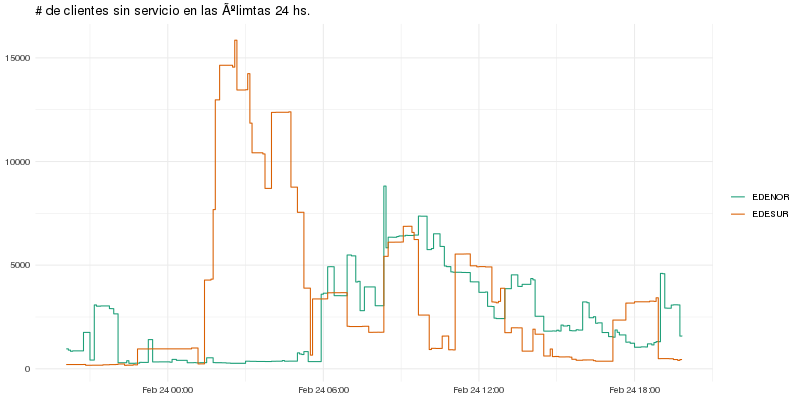 # de clientes sin servicio en las Ãºlimtas 24 hs.
15000
10000
5000
0
Feb 24 00:00
Feb 24 06:00
Feb 24 12:00
Feb 24 18:00
EDENOR
EDESUR